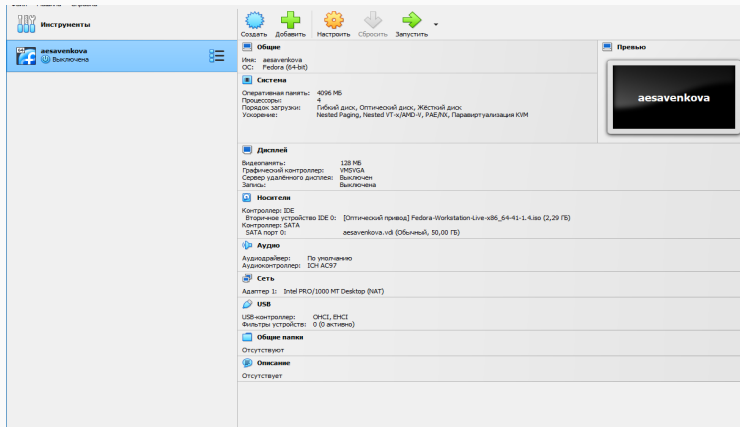 Инструменты
aesavenkova
Выключена
Создать Добавить Настроить Сбросить Запустить
Общие
Имя: aesavenkova
ОС: Fedora (64-bit)
Превью
aesavenkova
Система
Оперативная память: 4096 МБ
Процессоры: 4
Порядок загрузки: Гибкий диск, Оптический диск, Жёсткий диск
Ускорение: Nested Paging, Nested VT-x/AMD-V, PAE/NX, Паравиртуализация KVM
Дисплей
Видеопамять: 128 МБ
Графический контроллер: VMSVGA
Сервер удалённого дисплея: Выключен
Запись: Выключена
Носители
Контроллер: IDE
Вторичное устройство IDE 0: [Оптический привод] Fedora-Workstation-Live-x86_64-41-1.4.iso (2,29 ГБ)
Контроллер: SATA
SATA порт 0: aesavenkova.vdi (Обычный, 50,00 ГБ)
Аудио
Аудиодрайвер: По умолчанию
Аудиоконтроллер: ICH AC97
Сеть
Адаптер 1: Intel PRO/1000 MT Desktop (NAT)
USB
USB-контроллер: OHCI, EHCI
Фильтры устройств: 0 (0 активно)
Общие папки
Отсутствуют
Описание
Отсутствует